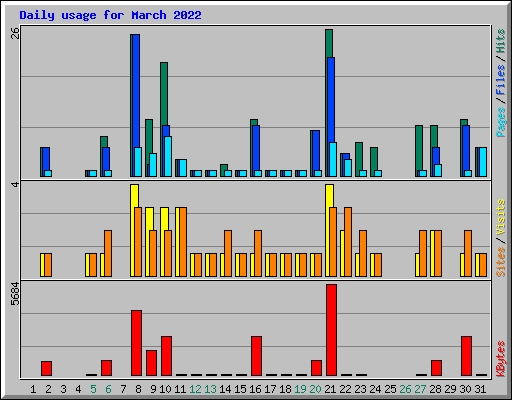 Daily usage for March 2022
26
Pages / Files / Hits
4
Sites / Visits
5684
KBytes
1 2 3 4 5 6 7 8 9 10 11 12 13 14 15 16 17 18 19 20 21 22 23 24 25 26 27 28 29 30 31